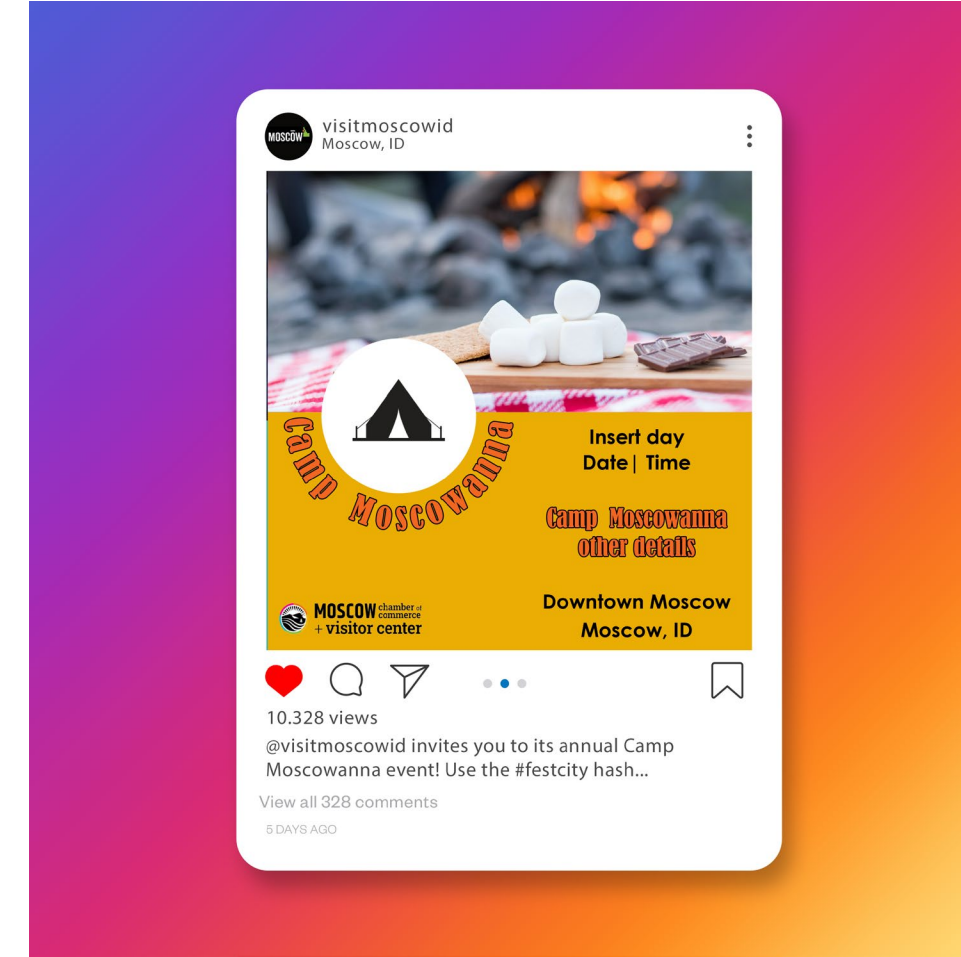 MOSCOW
visitmoscowid
Moscow, ID
Camp Moscowanna
Insert day
Date| Time
Camp Moscowanna
other details
MOSCOW chamber of commerce
+ visitor center
Downtown Moscow
Moscow, ID
10.328 views
@visitmoscowid invites you to its annual Camp
Moscowanna event! Use the #festcity hash...
View all 328 comments
5 DAYS AGO